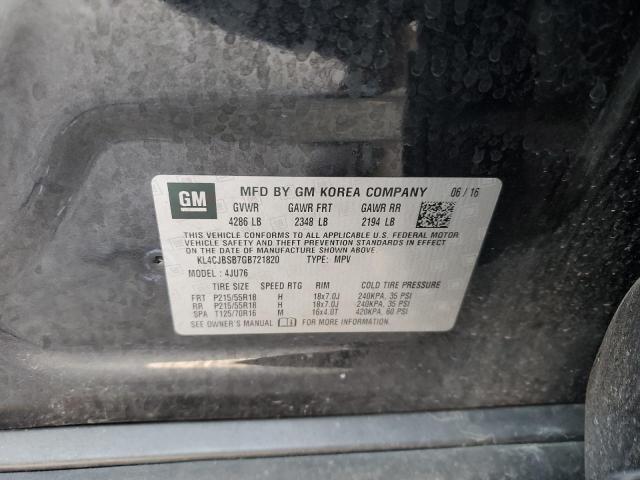 GM
MFD BY GM KOREA COMPANY 06 / 16
GVWR GAWR FRT GAWR RR
4286 LB 2348 LB 2194 LB
THIS VEHICLE CONFORMS TO ALL APPLICABLE U.S. FEDERAL MOTOR
VEHICLE SAFETY AND THEFT PREVENTION STANDARDS IN EFFECT
ON THE DATE OF MANUFACTURE SHOWN ABOVE.
KL4CJBSB7GB721820 TYPE: MPV
MODEL : 4JU76
TIRE SIZE SPEED RTG RIM COLD TIRE PRESSURE
FRT P215/55R18 H 18x7.0J 240KPA, 35 PSI
RR P215/55R18 H 18x7.0J 240KPA, 35 PSI
SPA T125/70R16 M 16x4.0T 420KPA, 60 PSI
SEE OWNER'S MANUAL FOR MORE INFORMATION.